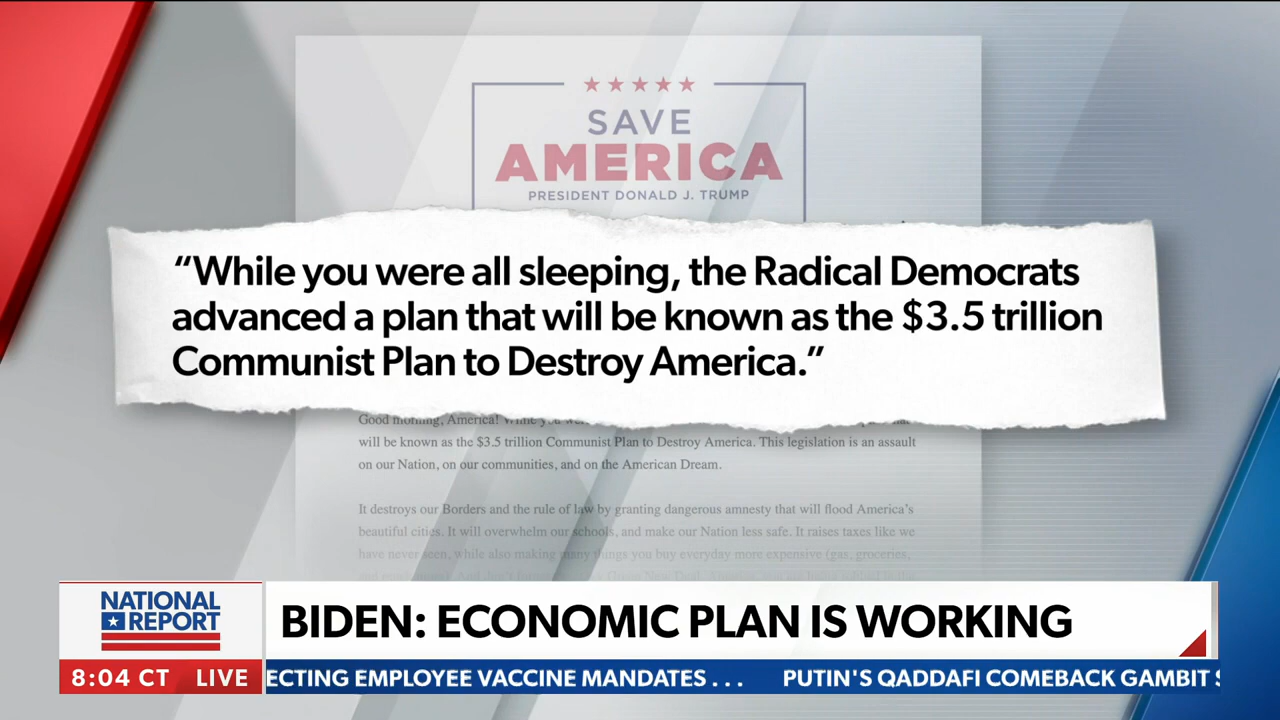 SAVE
AMERICA
PRESIDENT DONALD J. TRUMP
“While you were all sleeping, the Radical Democrats
advanced a plan that will be known as the $3.5 trillion
Communist Plan to Destroy America.”
Good morning, America! While you
will be known as the $3.5 trillion Communist Plan to Destroy America. This legislation is an assault
on our Nation, on our communities, and on the American Dream.
It destroys our Borders and the rule of law by granting dangerous amnesty that will flood America’s
beautiful cities. It will overwhelm our schools, and make our Nation less safe. It raises taxes like we
have never seen, while also making many things you buy everyday more expensive (gas, groceries,
NATIONAL
REPORT
BIDEN: ECONOMIC PLAN IS WORKING
8:04 CT LIVE
ECTING EMPLOYEE VACCINE MANDATES . . . PUTIN'S QADDAFI COMEBACK GAMBIT